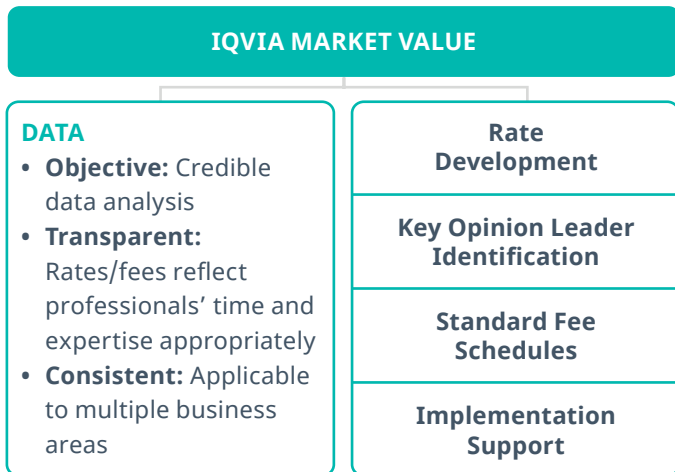 IQVIA MARKET VALUE
DATA
• Objective: Credible
data analysis
• Transparent:
Rates/fees reflect
professionals’ time and
expertise appropriately
• Consistent: Applicable
to multiple business
areas
Rate
Development
Key Opinion Leader
Identification
Standard Fee
Schedules
Implementation
Support